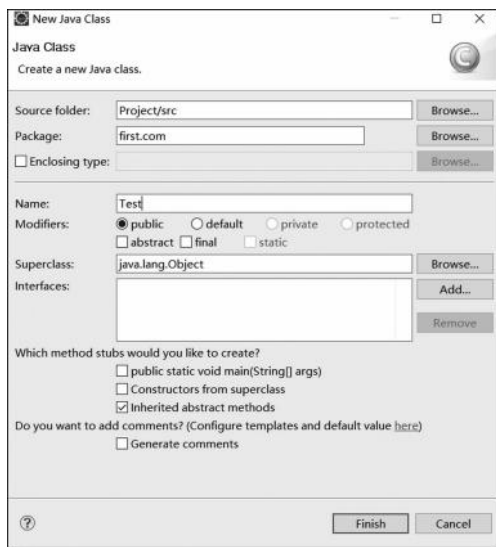 New Java Class
Java Class
Create a new Java class.
Source folder: Project/src Browse...
Package: first.com Browse...
Enclosing type: Browse...
Name: Test
Modifiers: public default private protected
abstract final static
Superclass: java.lang.Object Browse...
Interfaces: Add...
Remove
Which method stubs would you like to create?
public static void main(String[] args)
Constructors from superclass
Inherited abstract methods
Do you want to add comments? (Configure templates and default value here)
Generate comments
Finish Cancel